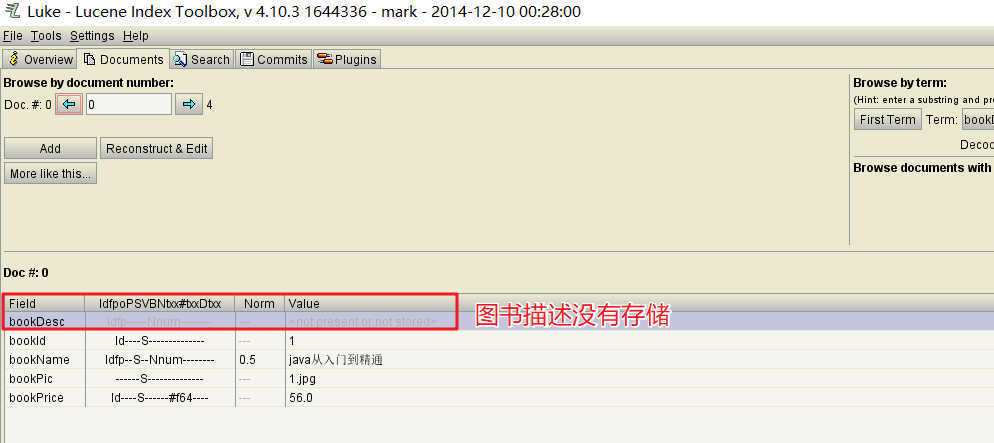 Luke - Lucene Index Toolbox, v 4.10.3 1644336 - mark - 2014-12-10 00:28:00
File Tools Settings Help
Overview Documents Search Commits Plugins
Browse by document number:
Doc. #: 0 0 4
Add Reconstruct & Edit
More like this...
Browse by term:
(Hint: enter a substring and pre
First Term Term: bookD
Decod
Browse documents with
Doc #: 0
Field IdfpoPSVBNtxx#txxDtxx Norm Value
bookDesc Idfp-----Nnum-------- --- <not present or not stored>
图书描述没有存储
bookId Id----S-------------- --- 1
bookName Idfp--S--Nnum-------- 0.5 java从入门到精通
bookPic ------S-------------- --- 1.jpg
bookPrice Id----S------#f64---- --- 56.0